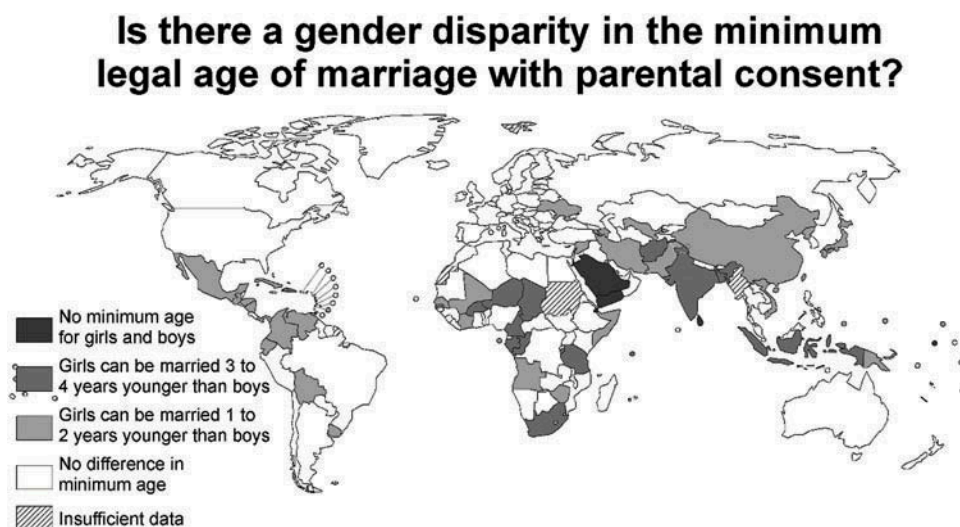 Is there a gender disparity in the minimum
legal age of marriage with parental consent?
No minimum age
for girls and boys
Girls can be married 3 to
4 years younger than boys
Girls can be married 1 to
2 years younger than boys
No difference in
minimum age
Insufficient data